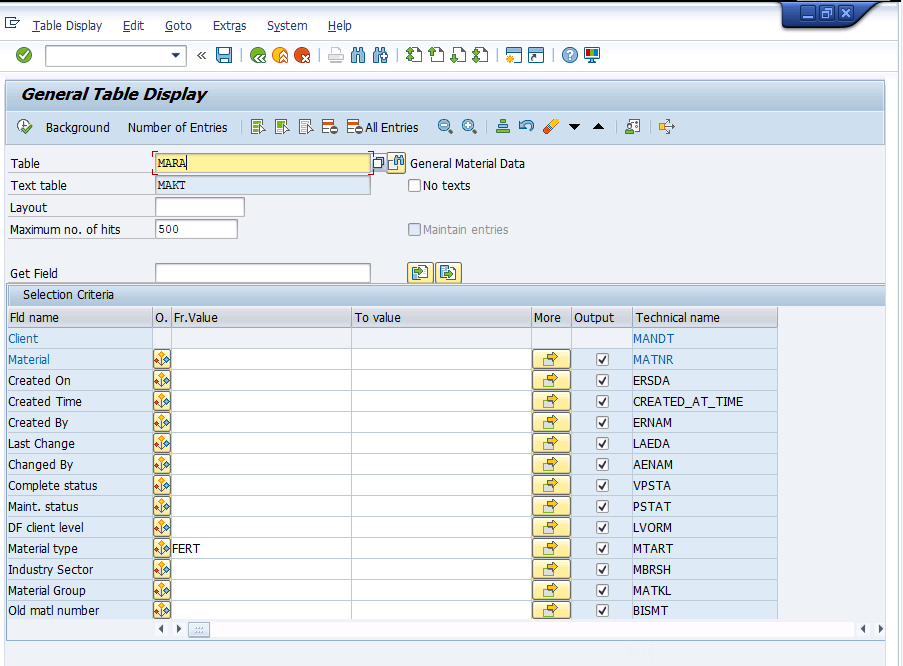 Table Display Edit Goto Extras System Help
General Table Display
Background Number of Entries All Entries
Table MARA General Material Data
Text table MAKT No texts
Layout
Maximum no. of hits 500 Maintain entries
Get Field
Selection Criteria
Fld name O. Fr.Value To value More Output Technical name
Client MANDT
Material MATNR
Created On ERSDA
Created Time CREATED_AT_TIME
Created By ERNAM
Last Change LAEDA
Changed By AENAM
Complete status VPSTA
Maint. status PSTAT
DF client level LVORM
Material type FERT MTART
Industry Sector MBRSH
Material Group MATKL
Old matl number BISMT